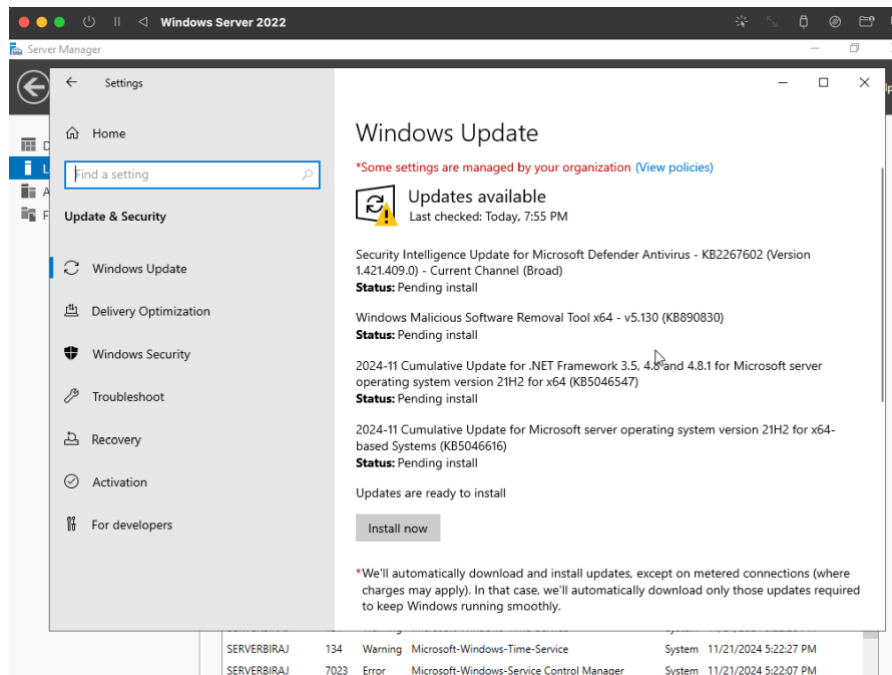 Windows Server 2022
Server Manager
Settings
Home
Find a setting
Update & Security
Windows Update
Delivery Optimization
Windows Security
Troubleshoot
Recovery
Activation
For developers
Windows Update
*Some settings are managed by your organization (View policies)
Updates available
Last checked: Today, 7:55 PM
Security Intelligence Update for Microsoft Defender Antivirus - KB2267602 (Version
1.421.409.0) - Current Channel (Broad)
Status: Pending install
Windows Malicious Software Removal Tool x64 - v5.130 (KB890830)
Status: Pending install
2024-11 Cumulative Update for .NET Framework 3.5, 4.8 and 4.8.1 for Microsoft server
operating system version 21H2 for x64 (KB5046547)
Status: Pending install
2024-11 Cumulative Update for Microsoft server operating system version 21H2 for x64-
based Systems (KB5046616)
Status: Pending install
Updates are ready to install
Install now
*We'll automatically download and install updates, except on metered connections (where
charges may apply). In that case, we'll automatically download only those updates required
to keep Windows running smoothly.
SERVERBIRAJ 134 Warning Microsoft-Windows-Time-Service System 11/21/2024 5:22:27 PM
SERVERBIRAJ 7023 Error Microsoft-Windows-Service Control Manager System 11/21/2024 5:22:07 PM